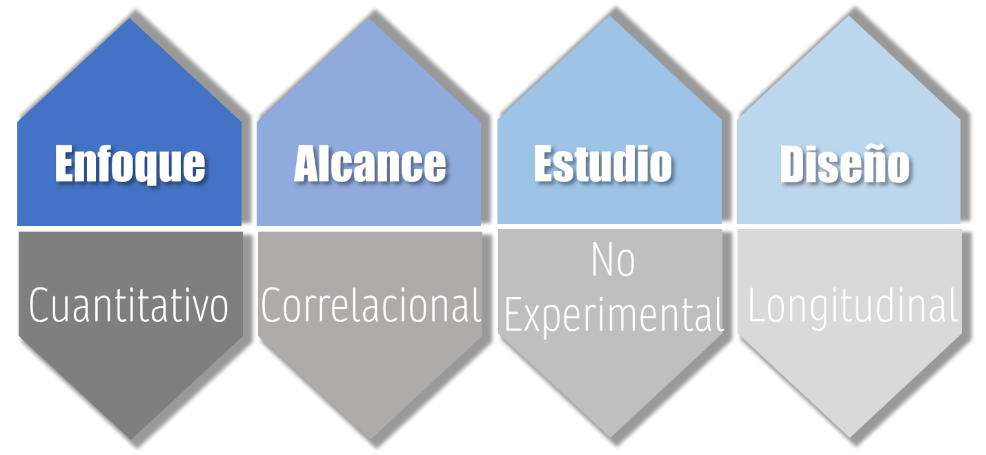 Enfoque
Alcance
Estudio
Diseño
Cuantitativo
Correlacional
No
Experimental
Longitudinal